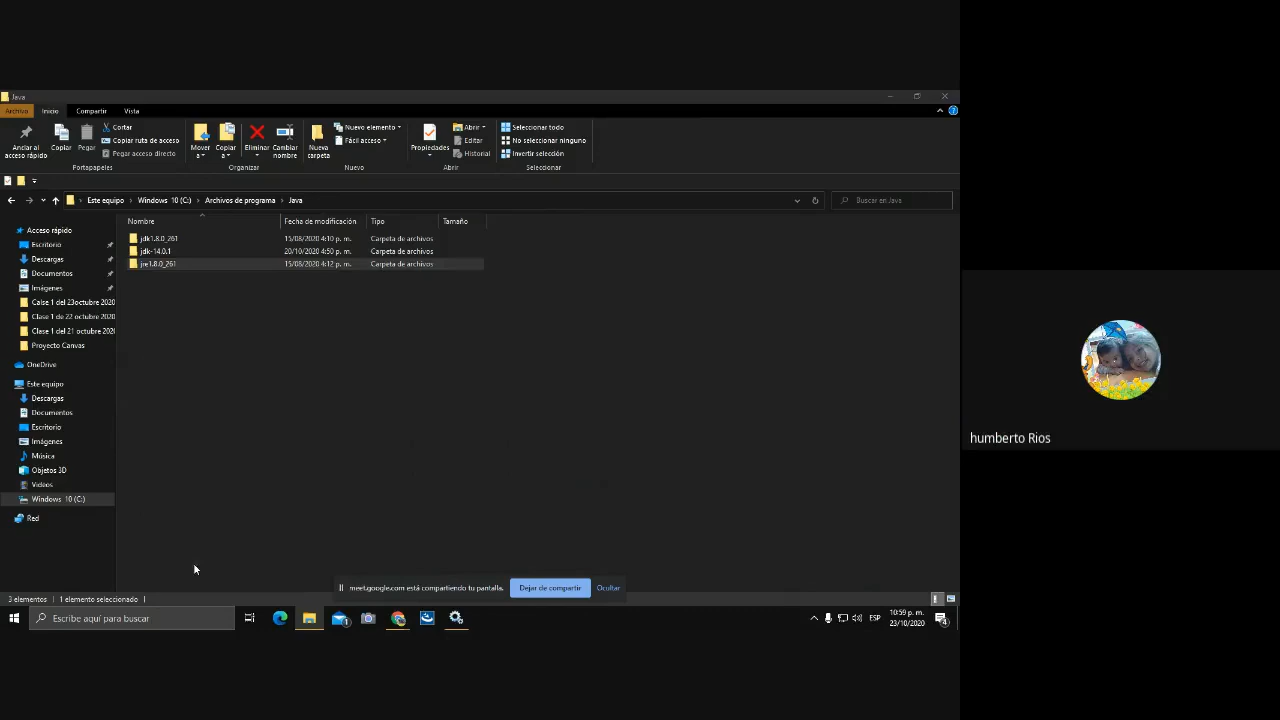 Java
Archivo Inicio Compartir Vista
Anclar al acceso rápido
Copiar
Pegar
Cortar
Copiar ruta de acceso
Pegar acceso directo
Portapapeles
Mover a
Copiar a
Eliminar
Cambiar nombre
Organizar
Nueva carpeta
Nuevo elemento
Fácil acceso
Nuevo
Propiedades
Abrir
Editar
Historial
Abrir
Seleccionar todo
No seleccionar ninguno
Invertir selección
Seleccionar
Este equipo > Windows 10 (C:) > Archivos de programa > Java
Buscar en Java
Nombre Fecha de modificación Tipo Tamaño
jdk1.8.0_261 15/08/2020 4:10 p. m. Carpeta de archivos
jdk-14.0.1 20/10/2020 4:50 p. m. Carpeta de archivos
jre1.8.0_261 15/08/2020 4:12 p. m. Carpeta de archivos
Acceso rápido
Escritorio
Descargas
Documentos
Imágenes
Calse 1 del 23octubre 2020
Clase 1 de 22 octubre 2020
Clase 1 del 21 octubre 202
Proyecto Canvas
OneDrive
Este equipo
Descargas
Documentos
Escritorio
Imágenes
Música
Objetos 3D
Videos
Windows 10 (C:)
Red
humberto Rios
meet.google.com está compartiendo tu pantalla.
Dejar de compartir
Ocultar
3 elementos 1 elemento seleccionado
Escribe aquí para buscar
ESP
10:59 p. m.
23/10/2020
4